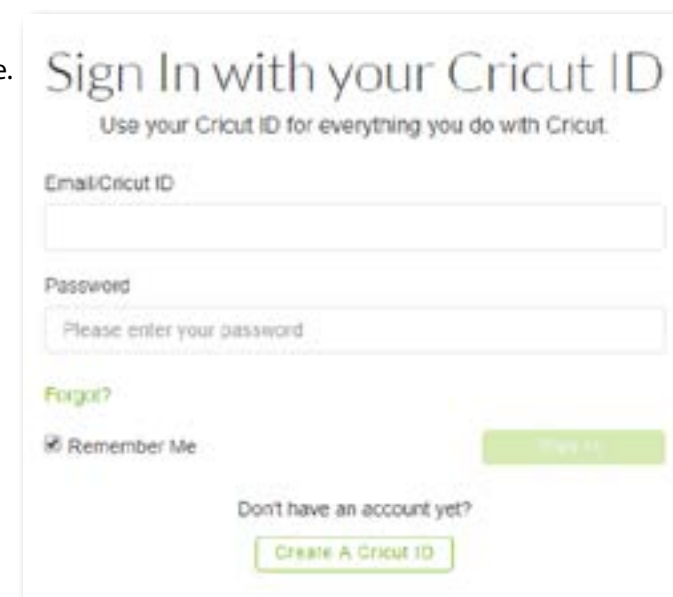 e.
Sign In with your Cricut ID
Use your Cricut ID for everything you do with Cricut.
Email/Cricut ID
Password
Please enter your password
Forgot?
Remember Me
Don't have an account yet?
Create A Cricut ID